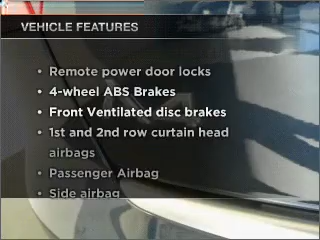 VEHICLE FEATURES
• Remote power door locks
• 4-wheel ABS Brakes
• Front Ventilated disc brakes
• 1st and 2nd row curtain head
airbags
• Passenger Airbag
• Side airbag